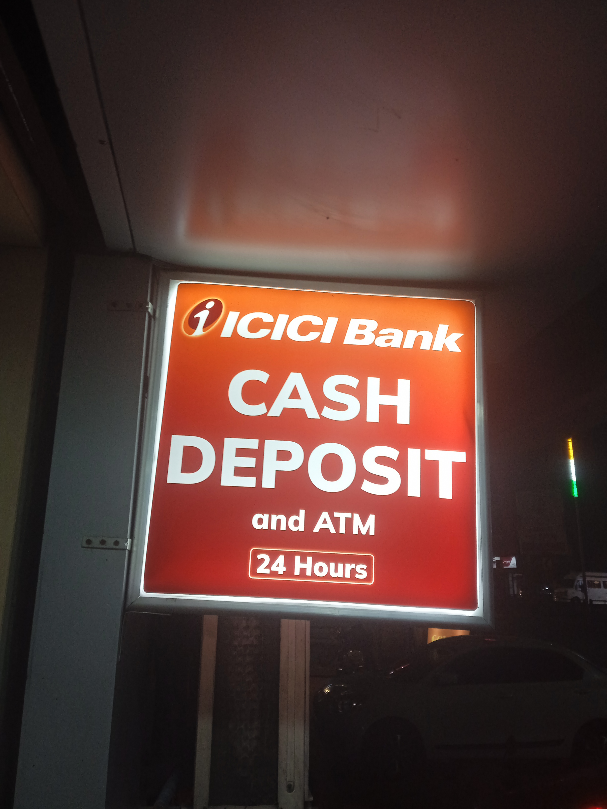 i ICICI Bank
CASH
DEPOSIT
and ATM
24 Hours